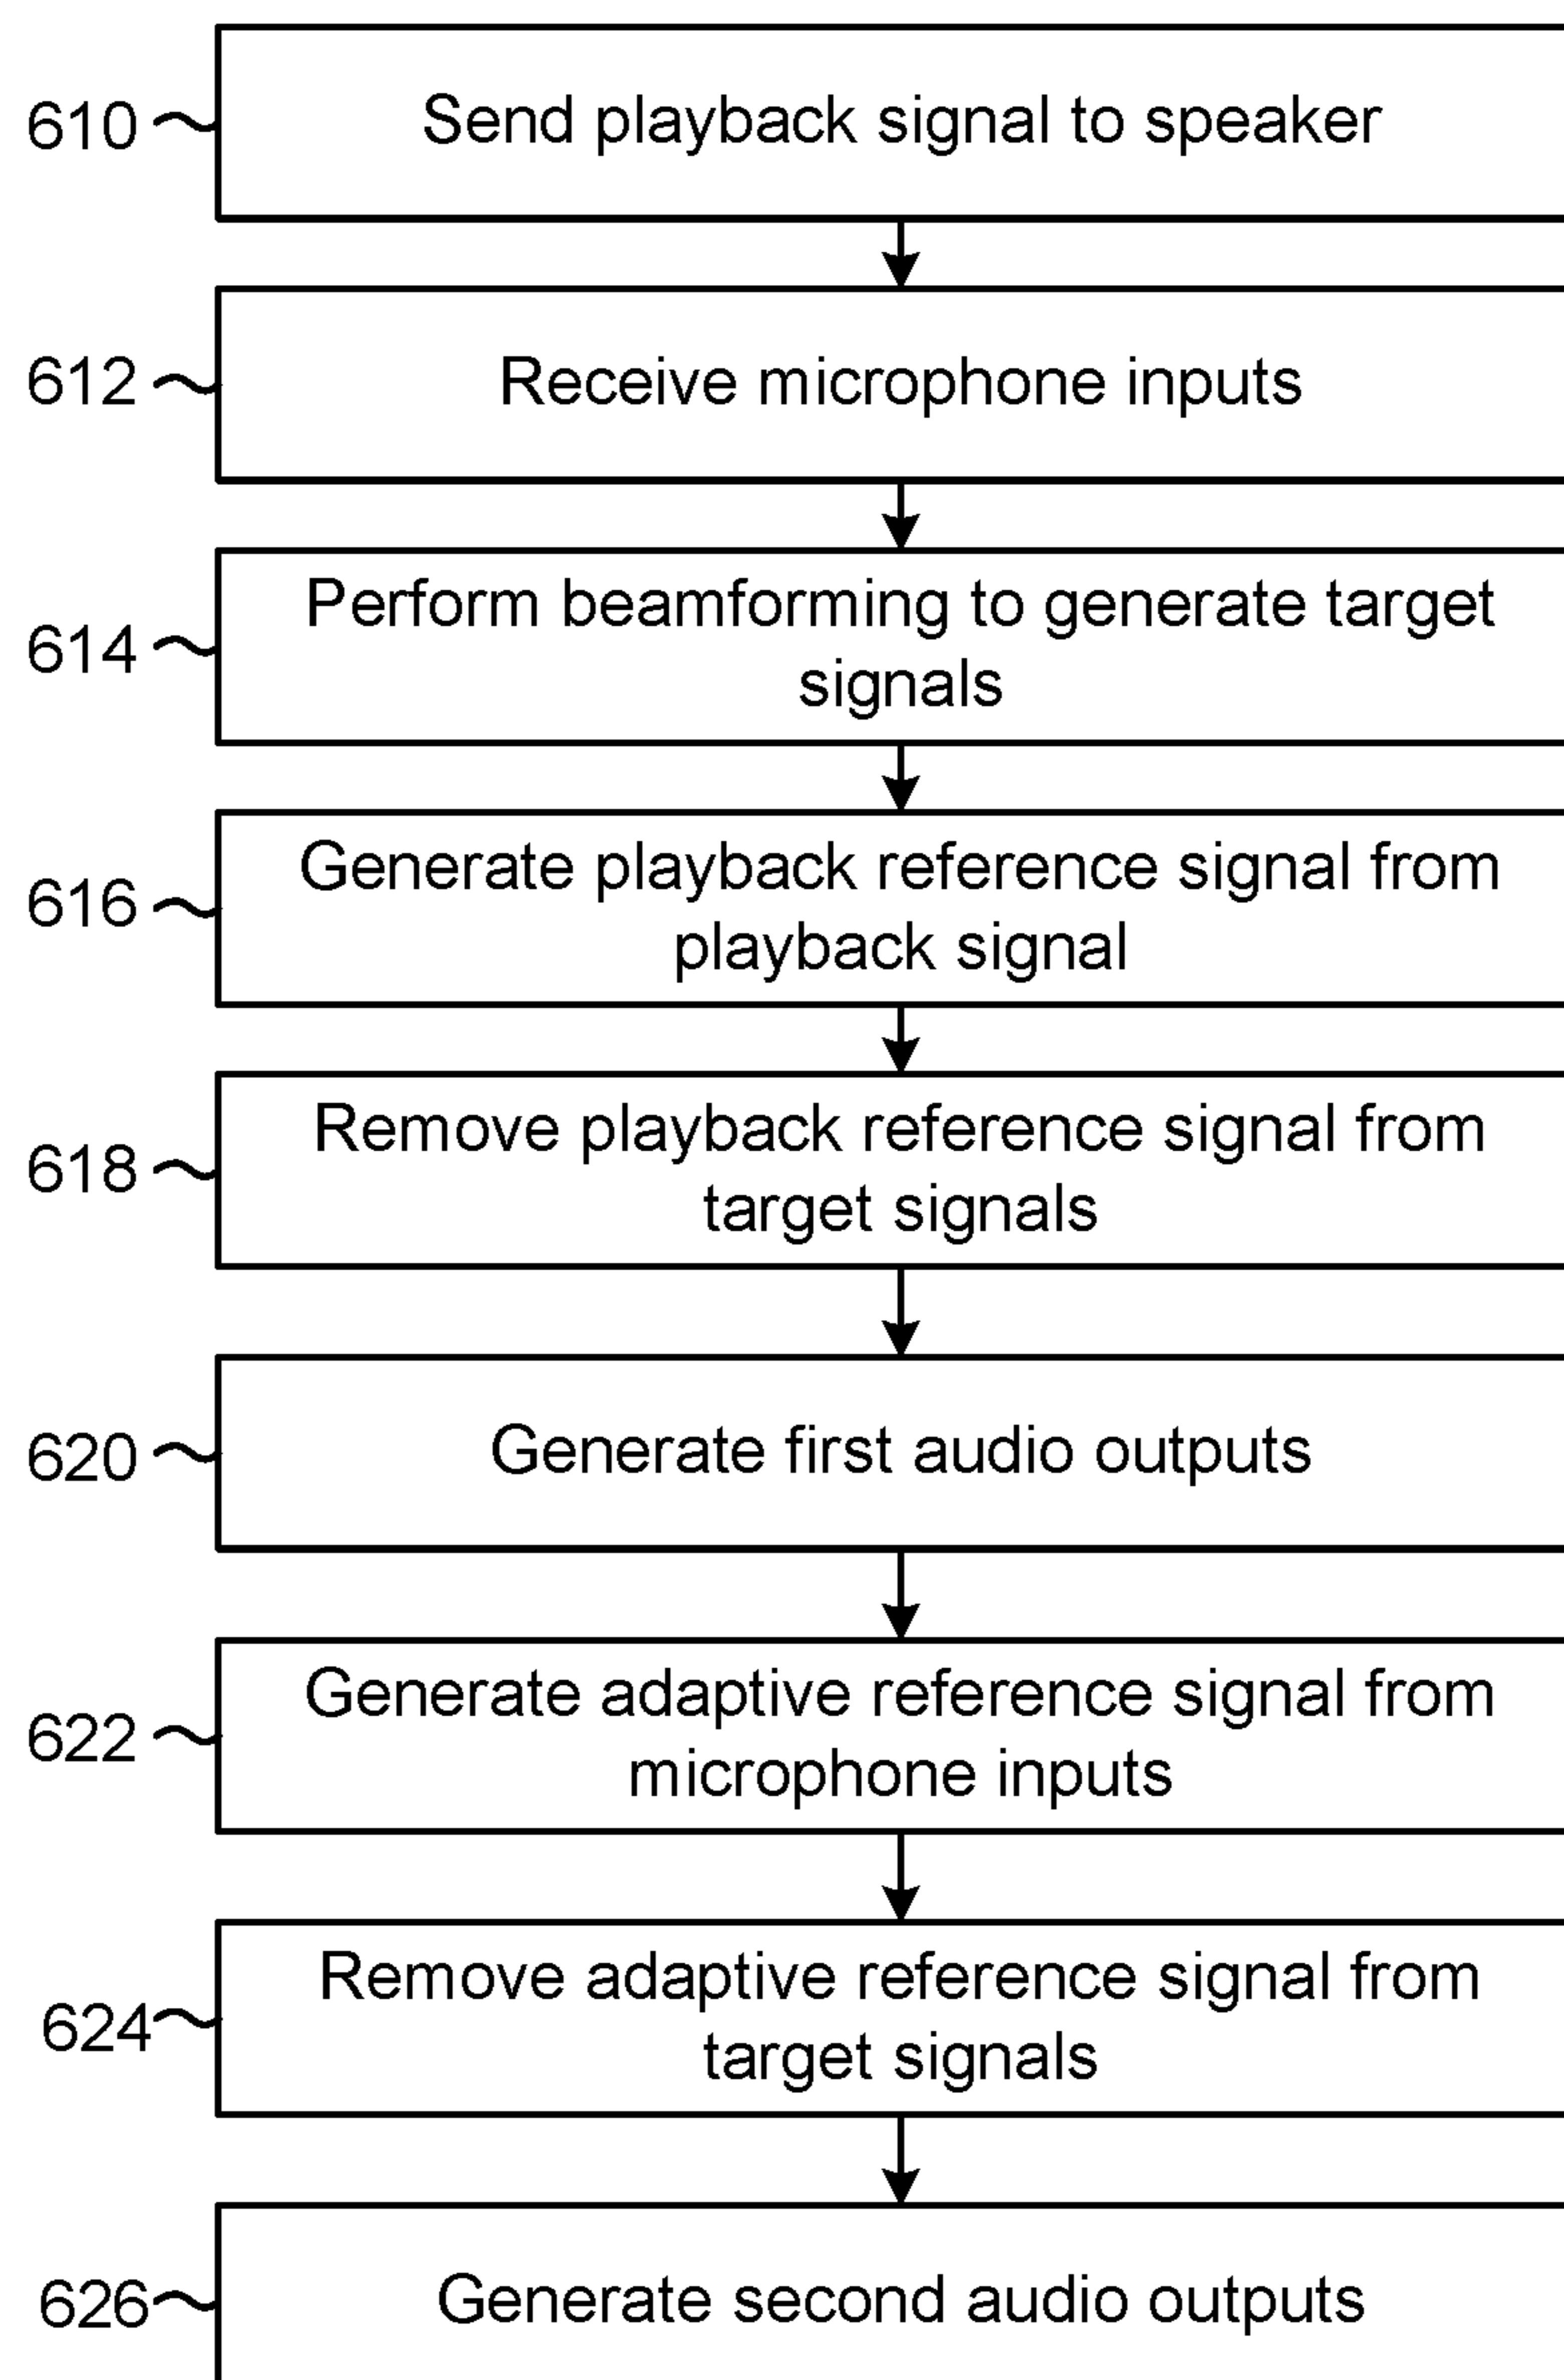 610
Send playback signal to speaker
612
Receive microphone inputs
614
Perform beamforming to generate target
signals
616
Generate playback reference signal from
playback signal
618
Remove playback reference signal from
target signals
620
Generate first audio outputs
622
Generate adaptive reference signal from
microphone inputs
624
Remove adaptive reference signal from
target signals
626
Generate second audio outputs